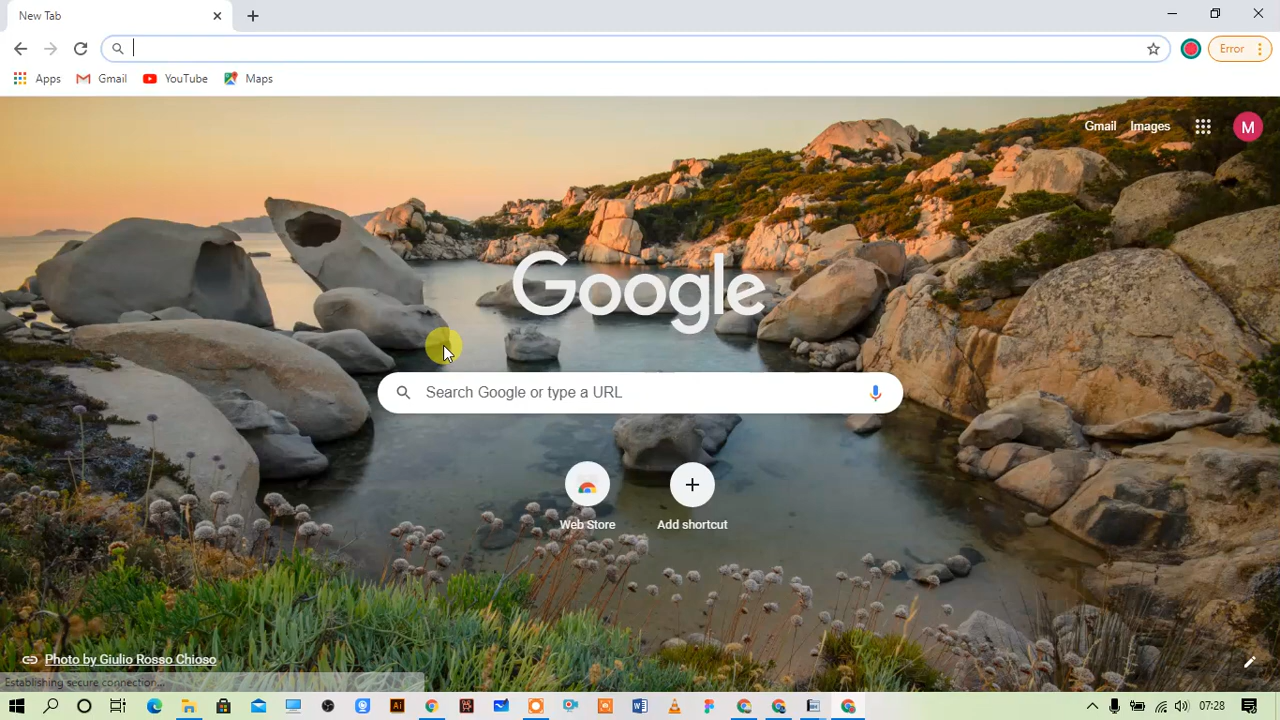 New Tab
Error
Apps
Gmail
YouTube
Maps
Gmail
Images
M
Google
Search Google or type a URL
Web Store
Add shortcut
Photo by Giulio Rosso Chioso
Establishing secure connection...
Ai
W
07:28